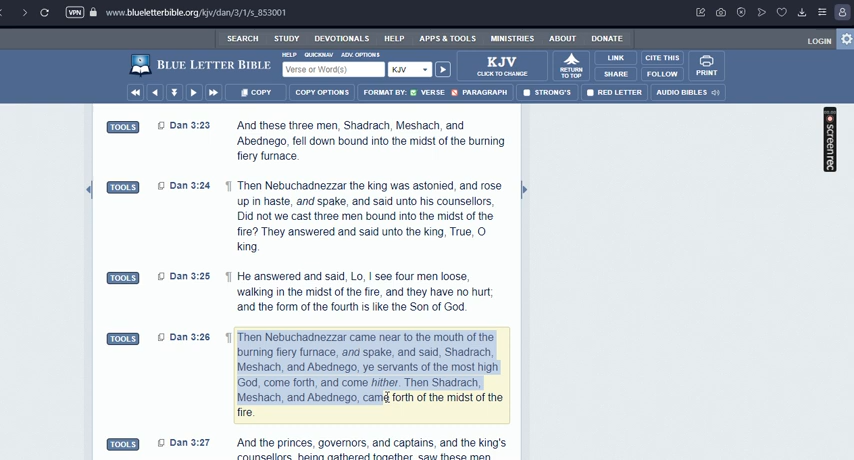 VPN www.blueletterbible.org/kjv/dan/3/1/s_853001
SEARCH STUDY DEVOTIONALS HELP APPS & TOOLS MINISTRIES ABOUT DONATE LOGIN
BLUE LETTER BIBLE
HELP QUICKNAV ADV. OPTIONS
Verse or Word(s) KJV
KJV
CLICK TO CHANGE
RETURN
TO TOP
LINK CITE THIS
SHARE FOLLOW
PRINT
COPY COPY OPTIONS FORMAT BY: VERSE PARAGRAPH STRONG'S RED LETTER AUDIO BIBLES
screenrec
TOOLS Dan 3:23 And these three men, Shadrach, Meshach, and
Abednego, fell down bound into the midst of the burning
fiery furnace.
TOOLS Dan 3:24 ¶ Then Nebuchadnezzar the king was astonied, and rose
up in haste, and spake, and said unto his counsellors,
Did not we cast three men bound into the midst of the
fire? They answered and said unto the king, True, O
king.
TOOLS Dan 3:25 ¶ He answered and said, Lo, I see four men loose,
walking in the midst of the fire, and they have no hurt;
and the form of the fourth is like the Son of God.
TOOLS Dan 3:26 ¶ Then Nebuchadnezzar came near to the mouth of the
burning fiery furnace, and spake, and said, Shadrach,
Meshach, and Abednego, ye servants of the most high
God, come forth, and come hither. Then Shadrach,
Meshach, and Abednego, came forth of the midst of the
fire.
TOOLS Dan 3:27 And the princes, governors, and captains, and the king's
counsellors, being gathered together, saw these men,